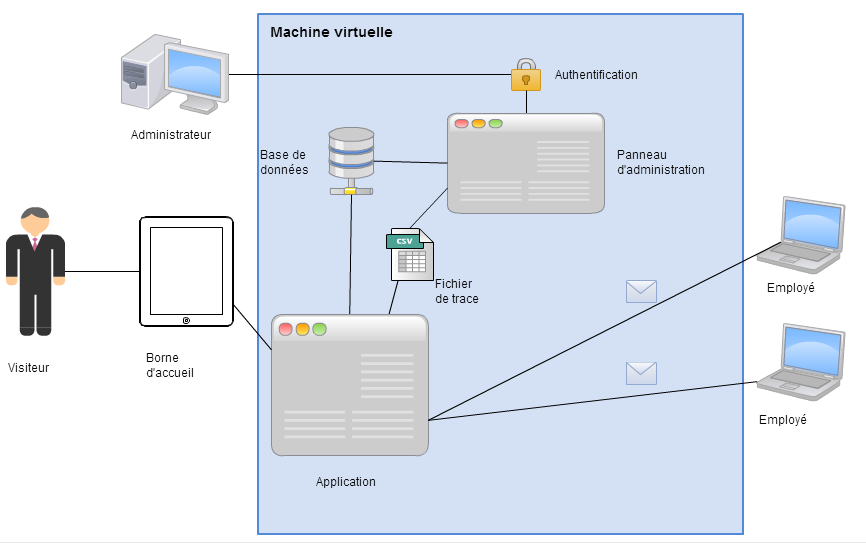 Machine virtuelle
Authentification
Administrateur
Base de
données
Panneau
d'administration
CSV
Fichier
de trace
Employé
Visiteur
Borne
d'accueil
Employé
Application